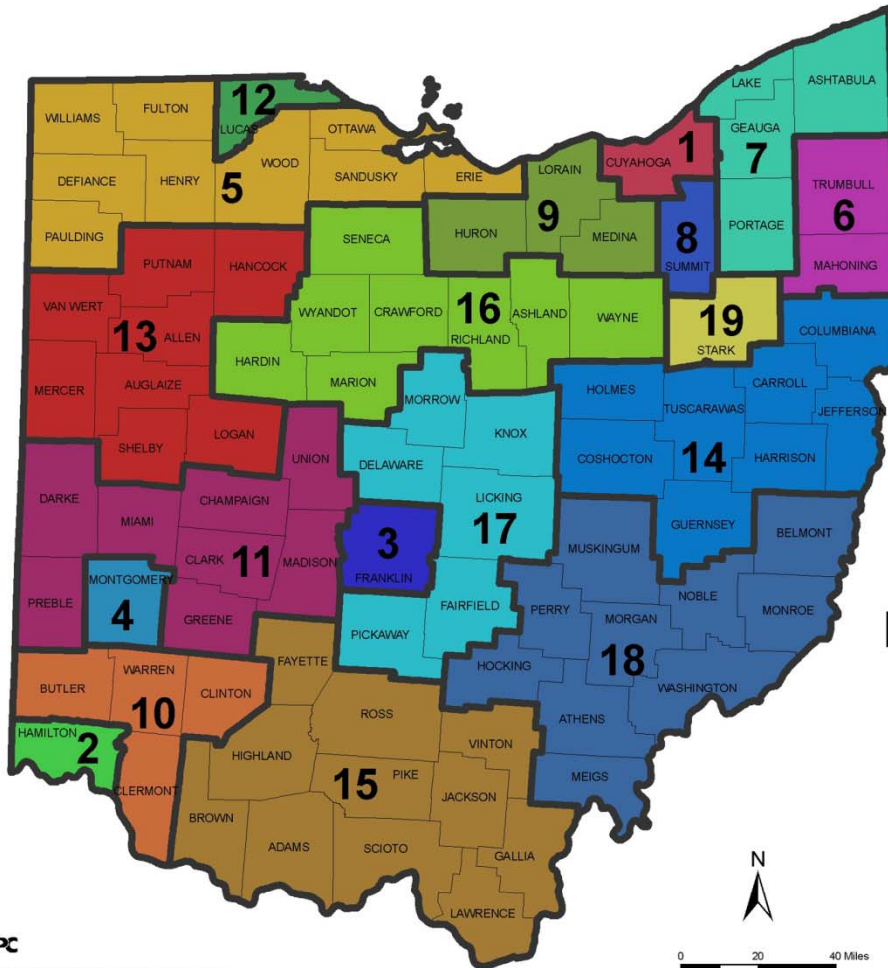 LAKE
ASHTABULA
12
LUCAS
FULTON
WILLIAMS
OTTAWA
GEAUGA
1
CUYAHOGA
7
WOOD
LORAIN
DEFIANCE
HENRY
5
SANDUSKY
ERIE
9
TRUMBULL
6
PAULDING
HURON
MEDINA
8
SUMMIT
PORTAGE
SENECA
MAHONING
PUTNAM
HANCOCK
VAN WERT
13
ALLEN
WYANDOT
CRAWFORD
16
RICHLAND
ASHLAND
WAYNE
19
STARK
COLUMBIANA
HARDIN
MARION
MERCER
AUGLAIZE
MORROW
HOLMES
TUSCARAWAS
CARROLL
JEFFERSON
SHELBY
LOGAN
UNION
KNOX
DELAWARE
COSHOCTON
14
HARRISON
DARKE
CHAMPAIGN
LICKING
17
MIAMI
GUERNSEY
BELMONT
3
FRANKLIN
MUSKINGUM
CLARK
11
MADISON
MONTGOMERY
4
PREBLE
GREENE
FAIRFIELD
PERRY
MORGAN
NOBLE
MONROE
PICKAWAY
FAYETTE
HOCKING
18
WASHINGTON
WARREN
BUTLER
CLINTON
10
ROSS
ATHENS
HAMILTON
2
HIGHLAND
VINTON
MEIGS
CLERMONT
15
PIKE
JACKSON
BROWN
ADAMS
SCIOTO
GALLIA
LAWRENCE
N
PC
0 20 40 Miles